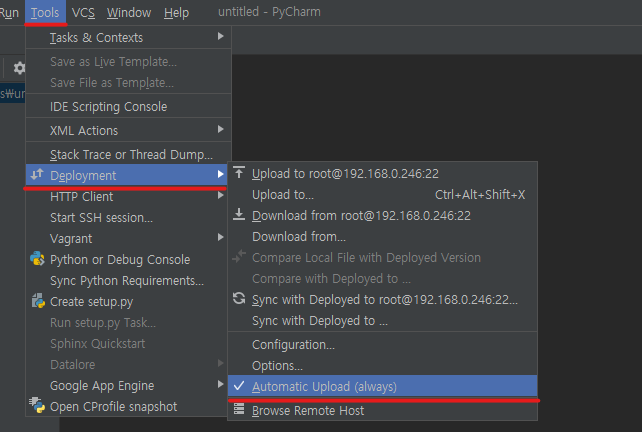 Run Tools VCS Window Help untitled - PyCharm
Tasks & Contexts
Save as Live Template...
Save File as Template...
s₩un
IDE Scripting Console
XML Actions
Stack Trace or Thread Dump...
Deployment
HTTP Client
Start SSH session...
Vagrant
Python or Debug Console
Sync Python Requirements...
Create setup.py
Run setup.py Task...
Sphinx Quickstart
Datalore
Google App Engine
Open CProfile snapshot
Upload to root@192.168.0.246:22
Upload to... Ctrl+Alt+Shift+X
Download from root@192.168.0.246:22
Download from...
Compare Local File with Deployed Version
Compare with Deployed to ...
Sync with Deployed to root@192.168.0.246:22...
Sync with Deployed to ...
Configuration...
Options...
Automatic Upload (always)
Browse Remote Host